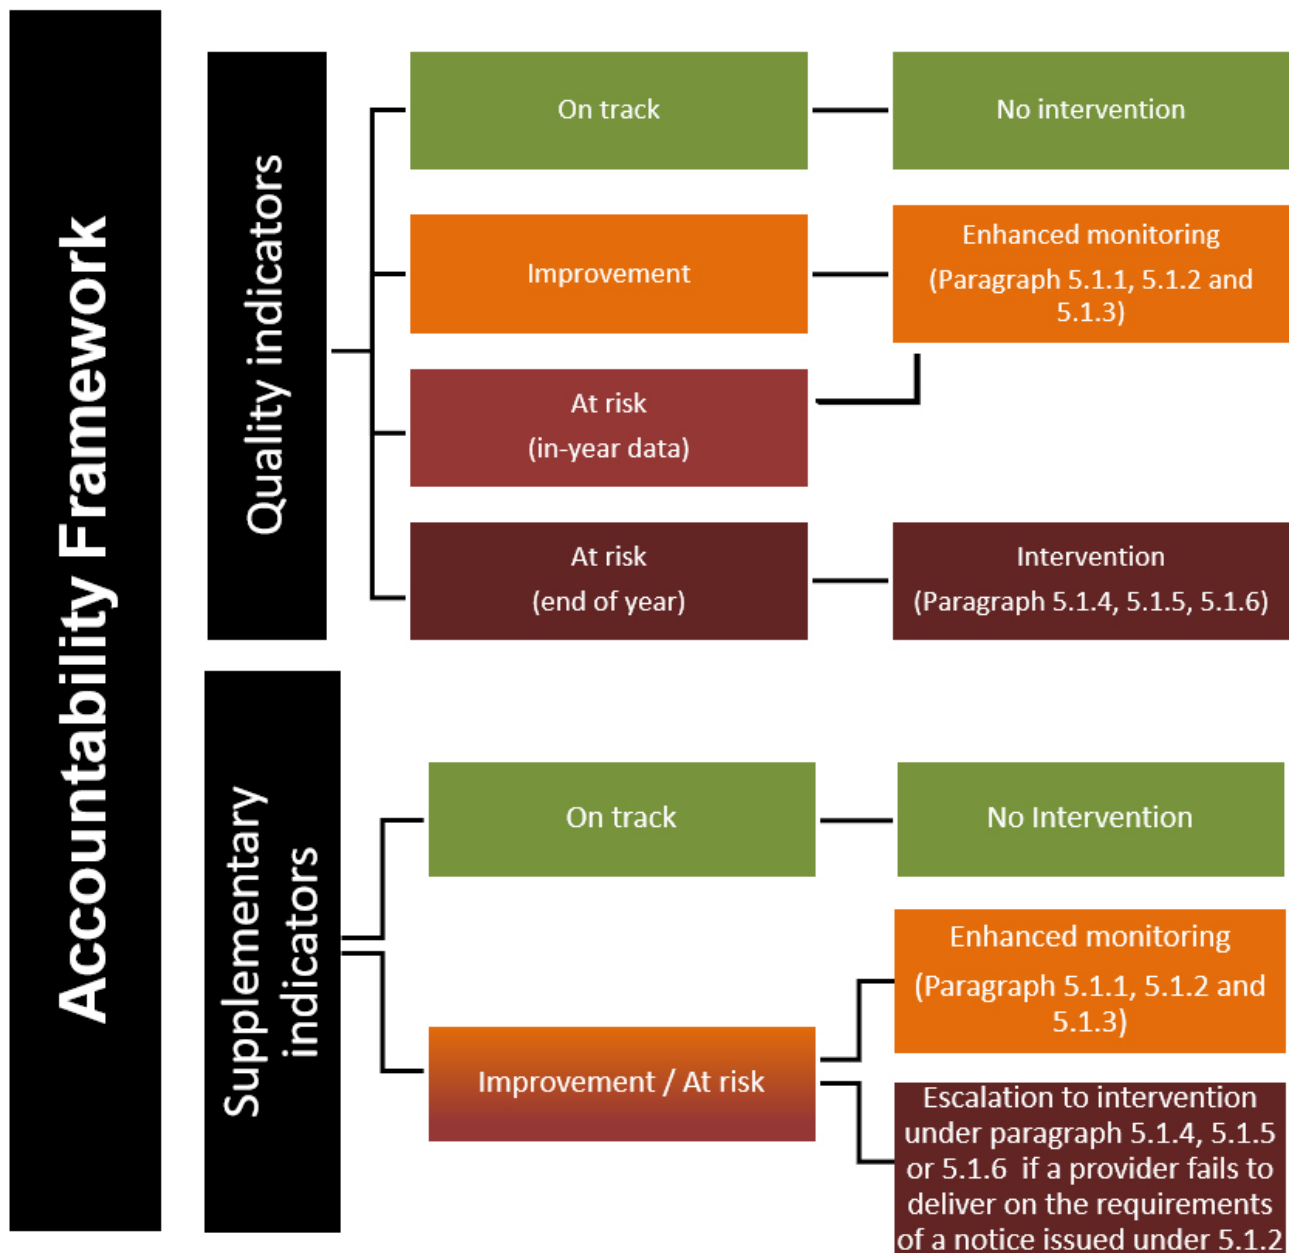 Accountability Framework
Quality indicators
On track
No intervention
Improvement
Enhanced monitoring
(Paragraph 5.1.1, 5.1.2 and
5.1.3)
At risk
(in-year data)
At risk
(end of year)
Intervention
(Paragraph 5.1.4, 5.1.5, 5.1.6)
Supplementary
indicators
On track
No Intervention
Improvement / At risk
Enhanced monitoring
(Paragraph 5.1.1, 5.1.2 and
5.1.3)
Escalation to intervention
under paragraph 5.1.4, 5.1.5
or 5.1.6 if a provider fails to
deliver on the requirements
of a notice issued under 5.1.2